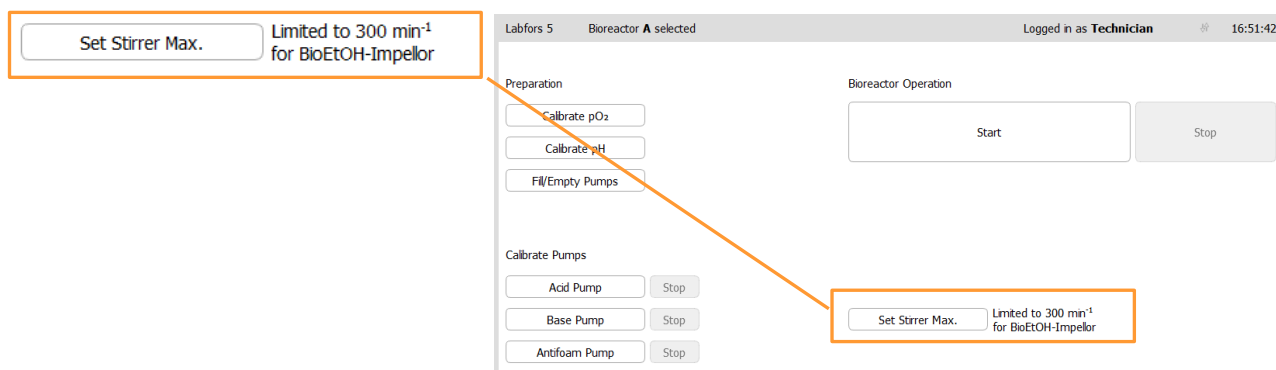 Set Stirrer Max.
Limited to 300 min⁻¹
for BioEtOH-Impellor
Labfors 5 Bioreactor A selected Logged in as Technician 16:51:42
Preparation
Bioreactor Operation
Calibrate pO₂
Start
Stop
Calibrate pH
Fill/Empty Pumps
Calibrate Pumps
Acid Pump Stop
Base Pump Stop
Antifoam Pump Stop
Set Stirrer Max.
Limited to 300 min⁻¹
for BioEtOH-Impellor